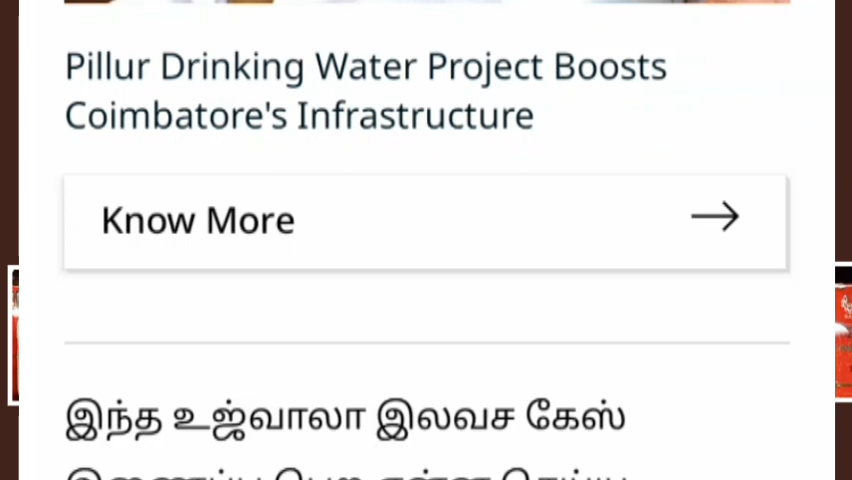 Pillur Drinking Water Project Boosts
Coimbatore's Infrastructure
Know More
இந்த உஜ்வாலா இலவச கேஸ்